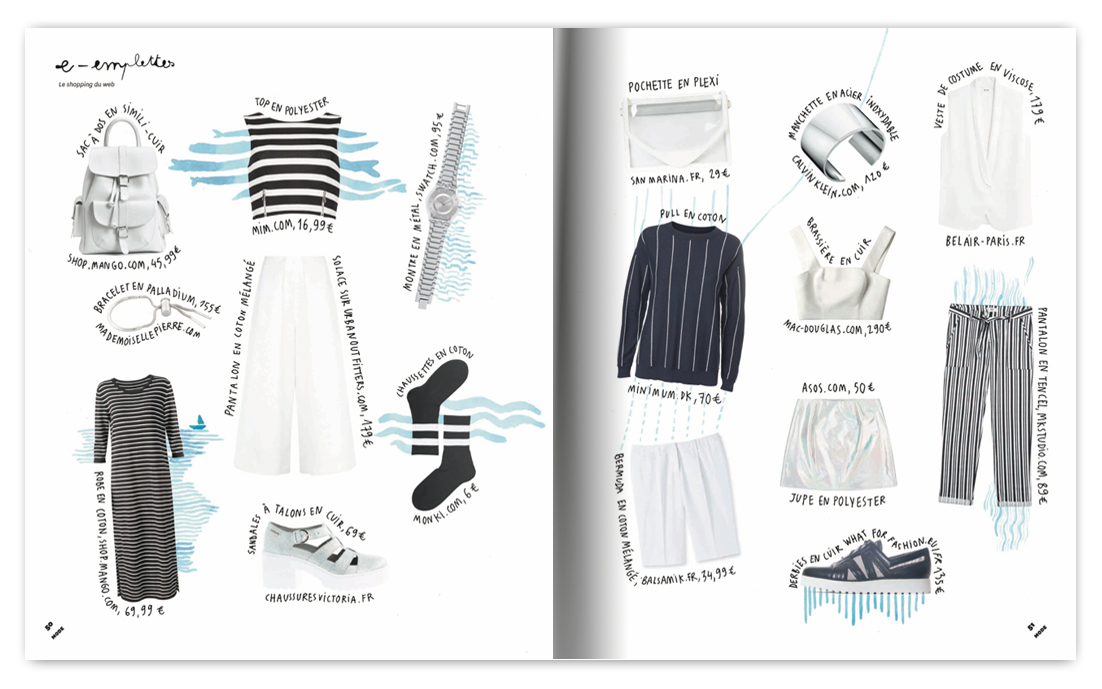 e-emplettes
Le shopping du web
SAC À DOS EN SIMILI-CUIR
SHOP.MANGO.COM, 45,99€
TOP EN POLYESTER
MIM.COM, 16,99€
MONTRE EN MÉTAL, SWATCH.COM, 95€
BRACELET EN PALLADIUM, 155€
MADEMOISELLEPIERRE.COM
PANTALON EN COTON MÉLANGÉ
SOLACE SUR URBANOUTFITTERS.COM, 179€
CHAUSSETTES EN COTON
MONKI.COM, 6€
ROBE EN COTON, SHOP.MANGO.COM, 69,99 €
SANDALES À TALONS EN CUIR, 69€
CHAUSSURESVICTORIA.FR
50
MODE
POCHETTE EN PLEXI
SAN MARINA.FR, 29€
MANCHETTE EN ACIER INOXYDABLE
CALVINKLEIN.COM, 120€
VESTE DE COSTUME EN VISCOSE, 179€
BELAIR-PARIS.FR
PULL EN COTON
MINIMUM.DK, 70€
BRASSIÈRE EN CUIR
MAC-DOUGLAS.COM, 290€
PANTALON EN TENCEL, MKSTUDIO.COM, 89€
ASOS.COM, 50€
JUPE EN POLYESTER
BERMUDA EN COTON MÉLANGÉ, BALSAMIK.FR, 34,99€
DERBIES EN CUIR WHAT FOR FASHION.RUEFR 135€
51
MODE